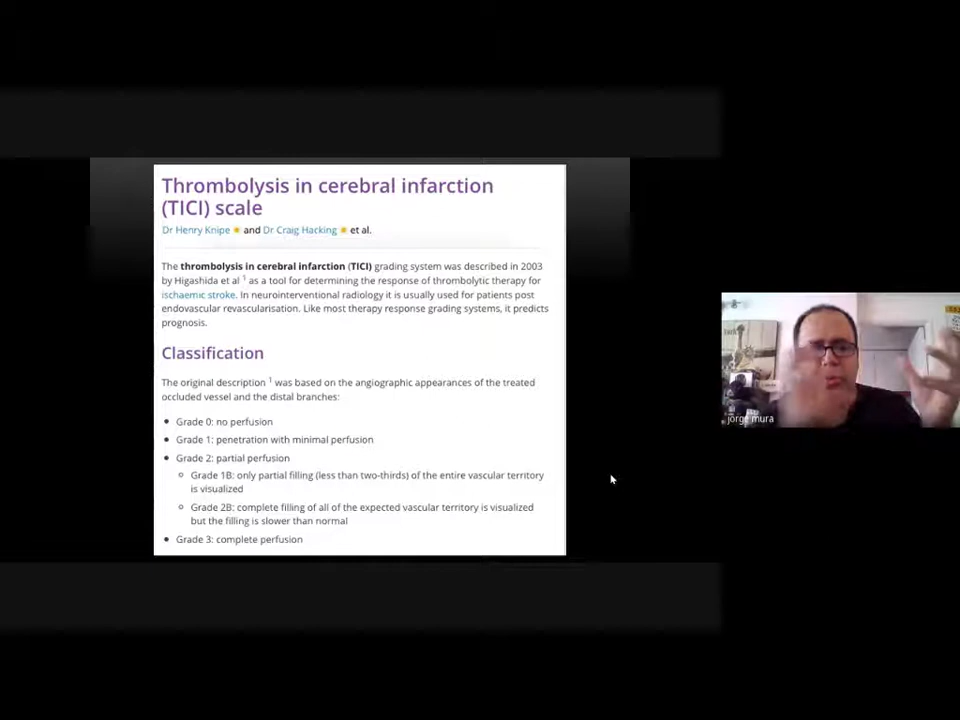 Thrombolysis in cerebral infarction
(TICI) scale
Dr Henry Knipe and Dr Craig Hacking et al.
The thrombolysis in cerebral infarction (TICI) grading system was described in 2003
by Higashida et al 1 as a tool for determining the response of thrombolytic therapy for
ischaemic stroke. In neurointerventional radiology it is usually used for patients post
endovascular revascularisation. Like most therapy response grading systems, it predicts
prognosis.
Classification
The original description 1 was based on the angiographic appearances of the treated
occluded vessel and the distal branches:
Grade 0: no perfusion
Grade 1: penetration with minimal perfusion
Grade 2: partial perfusion
Grade 1B: only partial filling (less than two-thirds) of the entire vascular territory
is visualized
Grade 2B: complete filling of all of the expected vascular territory is visualized
but the filling is slower than normal
Grade 3: complete perfusion
jorge mura